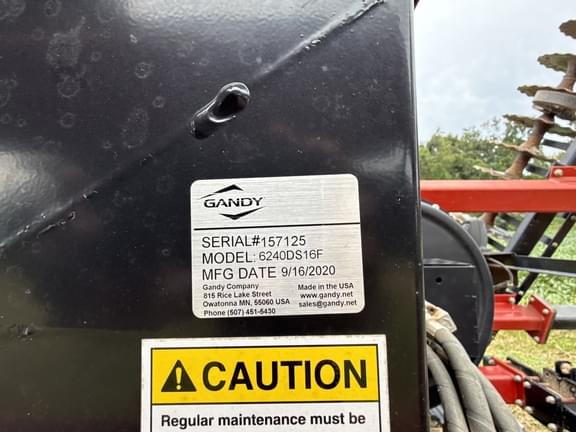 GANDY
SERIAL# 157125
MODEL: 6240DS16F
MFG DATE 9/16/2020
Gandy Company
815 Rice Lake Street
Owatonna MN, 55060 USA
Phone (507) 451-5430
Made in the USA
www.gandy.net
sales@gandy.net
CAUTION
Regular maintenance must be